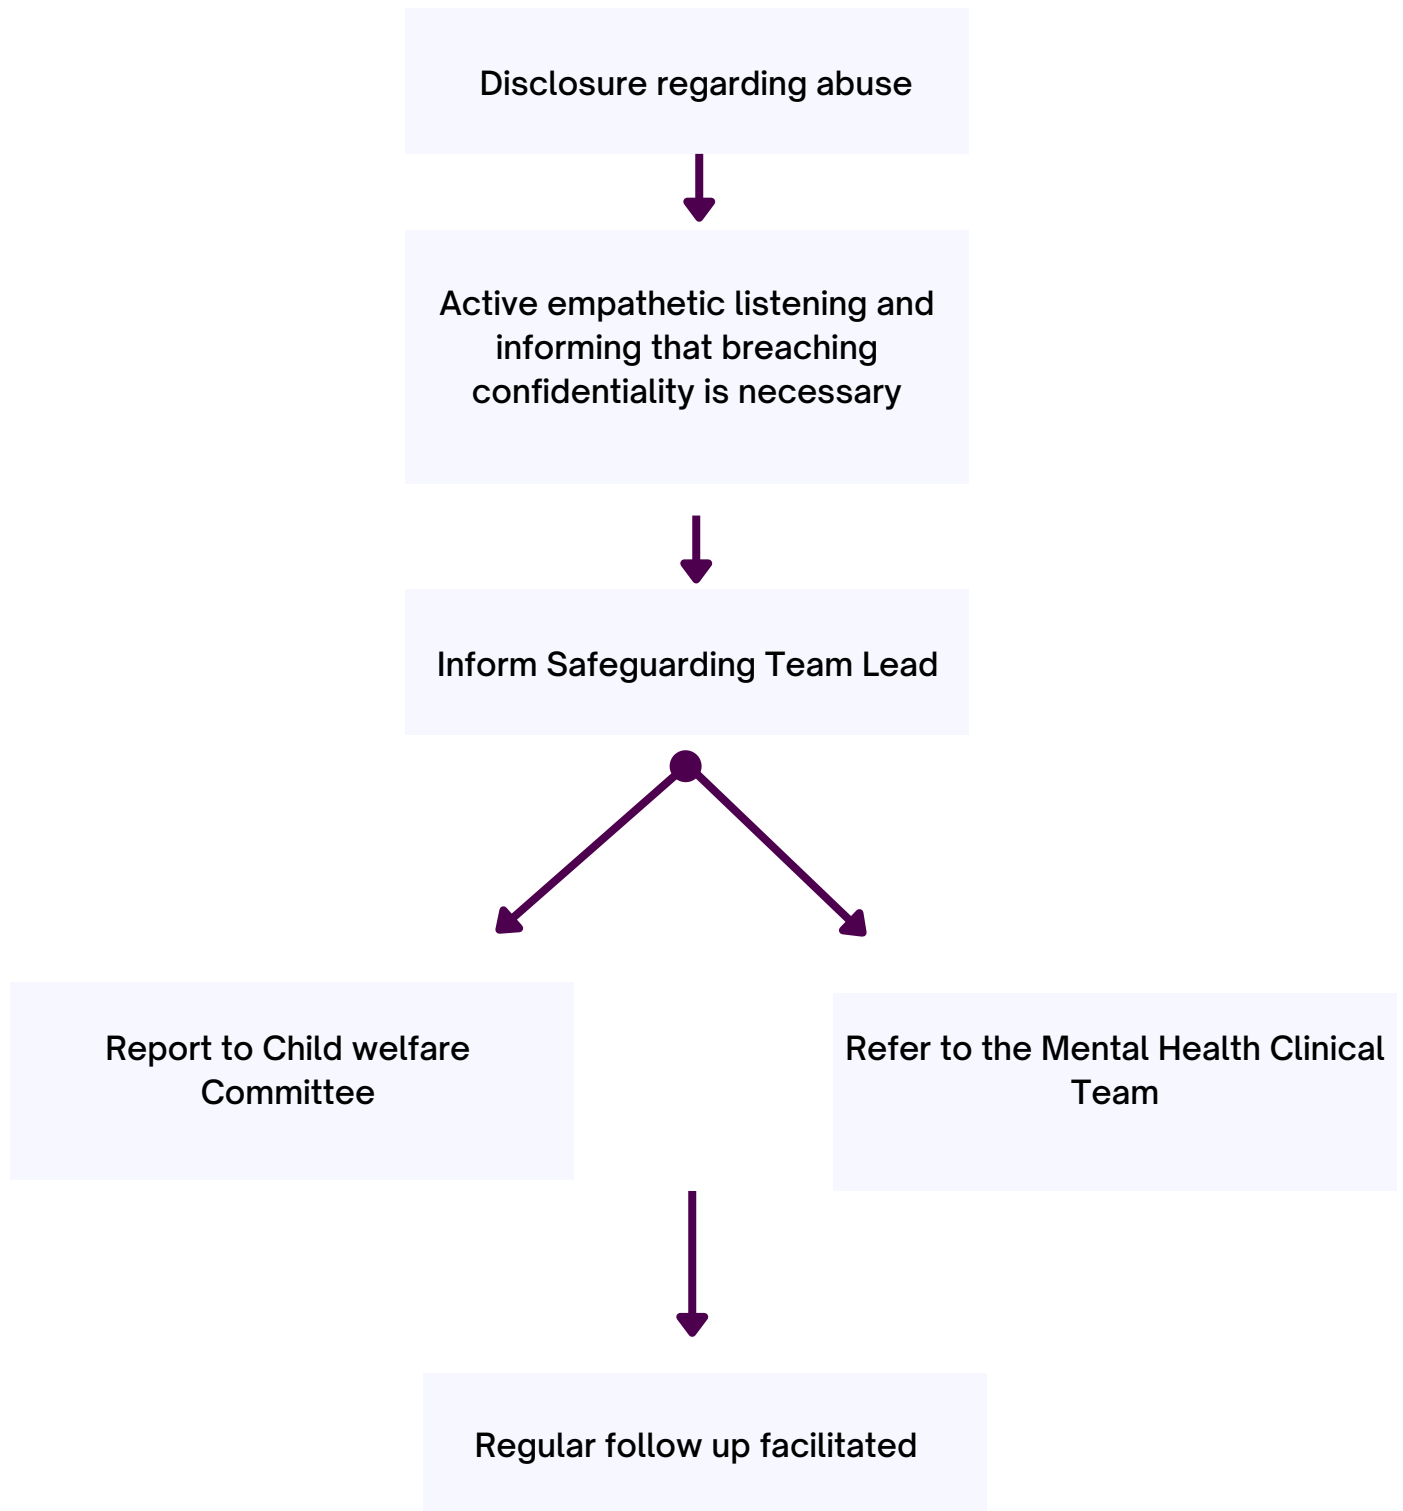 Disclosure regarding abuse
Active empathetic listening and
informing that breaching
confidentiality is necessary
Inform Safeguarding Team Lead
Report to Child welfare
Committee
Refer to the Mental Health Clinical
Team
Regular follow up facilitated